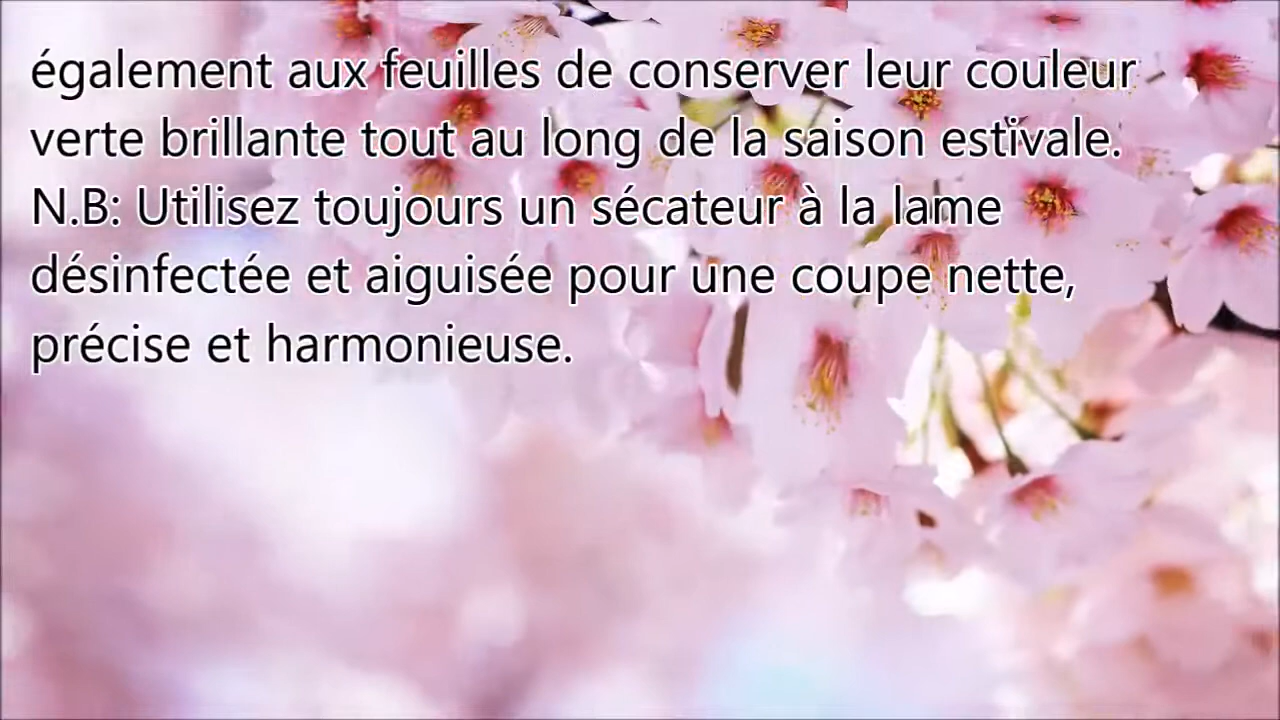 également aux feuilles de conserver leur couleur
verte brillante tout au long de la saison estivale.
N.B: Utilisez toujours un sécateur à la lame
désinfectée et aiguisée pour une coupe nette,
précise et harmonieuse.